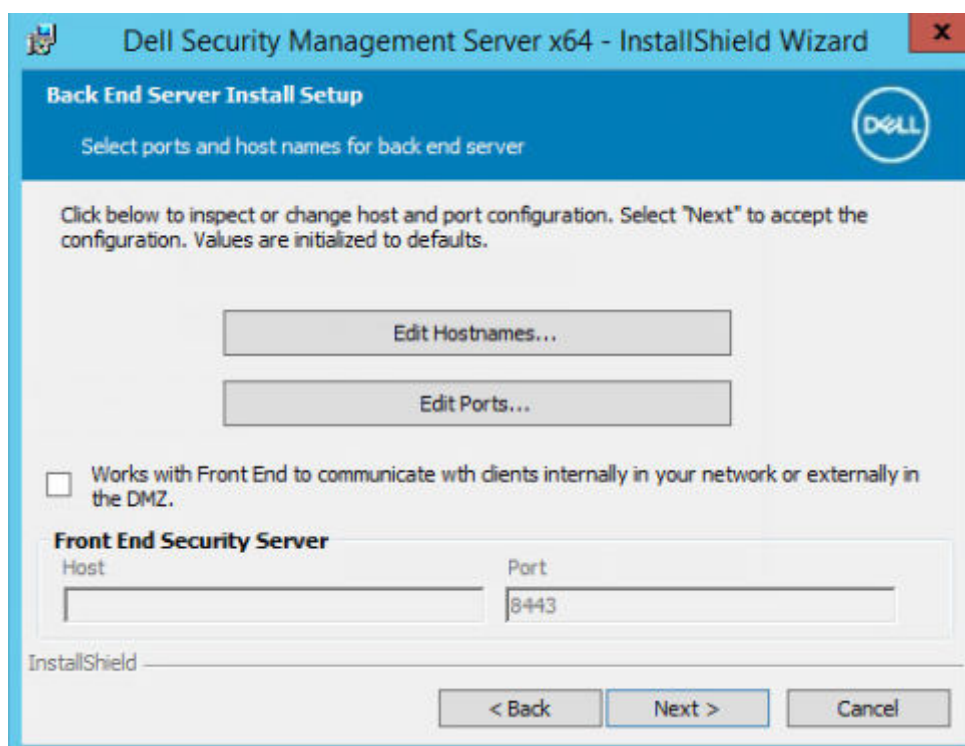 Dell Security Management Server x64 - InstallShield Wizard
x
Back End Server Install Setup
DELL
Select ports and host names for back end server
Click below to inspect or change host and port configuration. Select "Next" to accept the
configuration. Values are initialized to defaults.
Edit Hostnames...
Edit Ports...
Works with Front End to communicate wth clients internally in your network or externally in
the DMZ.
Front End Security Server
Host
Port
8443
InstallShield
< Back
Next >
Cancel